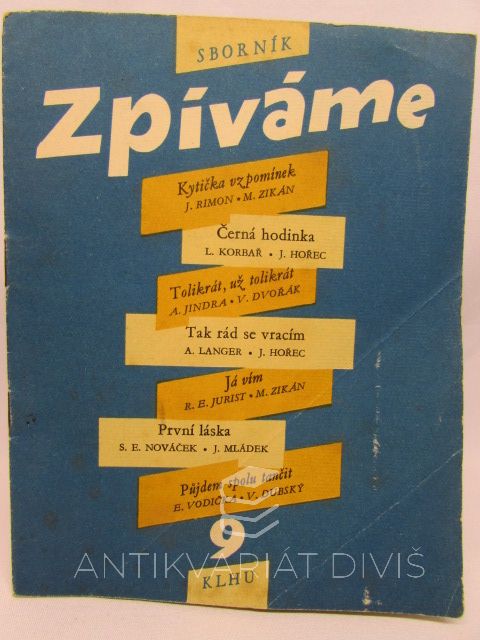 SBORNÍK
Zpíváme
Kytička vzpomínek
J. RIMON • M. ZIKÁN
Černá hodinka
L. KORBAŘ • J. HOŘEC
Tolikrát, už tolikrát
A. JINDRA • V. DVOŘÁK
Tak rád se vracím
A. LANGER • J. HOŘEC
Já vím
R. E. JURIST • M. ZIKÁN
První láska
S. E. NOVÁČEK • J. MLÁDEK
Půjdem spolu tančit
E. VODIČKA • V. DUBSKÝ
9
ANTIKVARIÁT DIVIŠ
KLHU